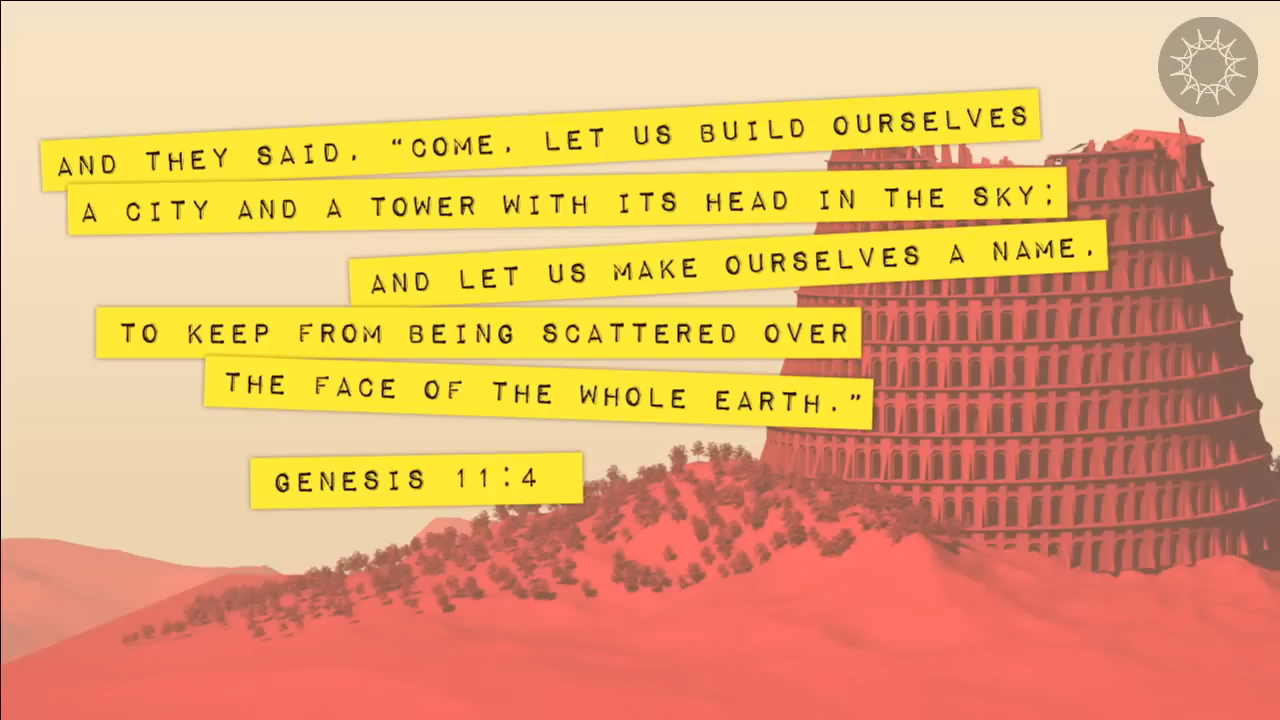 AND THEY SAID, “COME, LET US BUILD OURSELVES
A CITY AND A TOWER WITH ITS HEAD IN THE SKY;
AND LET US MAKE OURSELVES A NAME,
TO KEEP FROM BEING SCATTERED OVER
THE FACE OF THE WHOLE EARTH.”
GENESIS 11:4